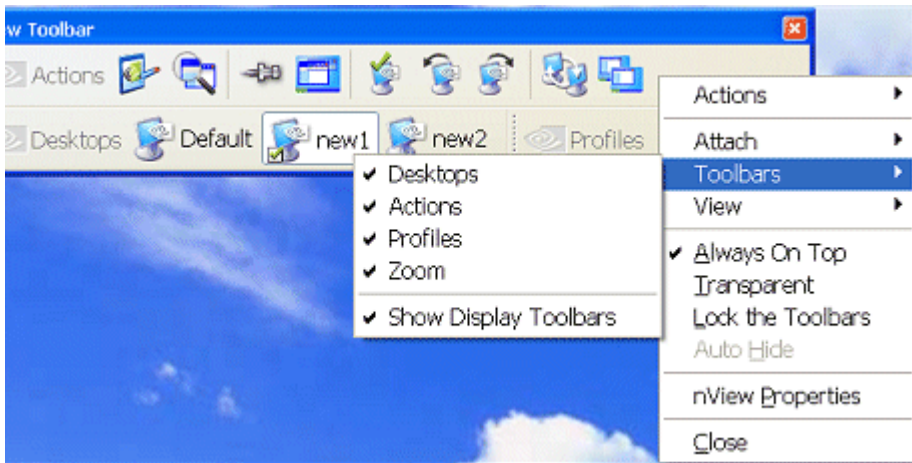 w Toolbar
Actions
Desktops Default new1 new2 Profiles
Desktops
Actions
Profiles
Zoom
Show Display Toolbars
Actions
Attach
Toolbars
View
Always On Top
Transparent
Lock the Toolbars
Auto Hide
nView Properties
Close